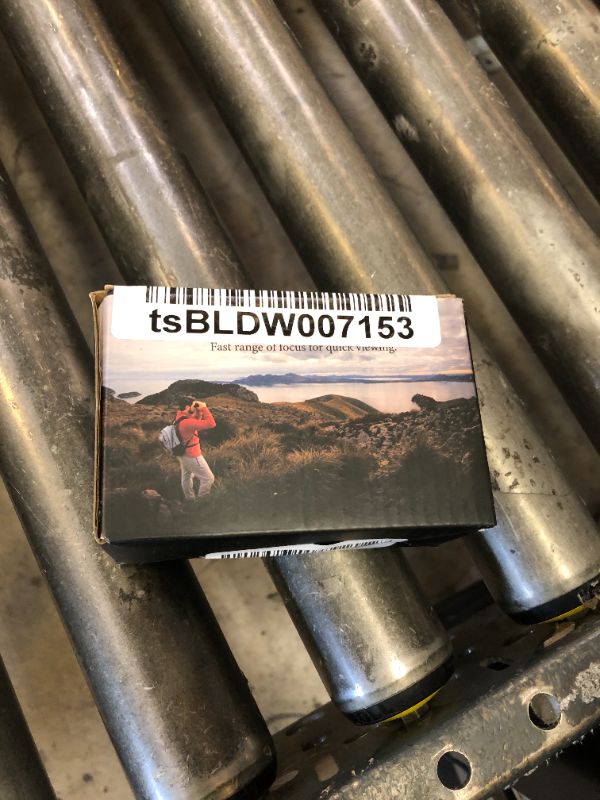 tsBLDW007153
Fast range of focus for quick viewing.